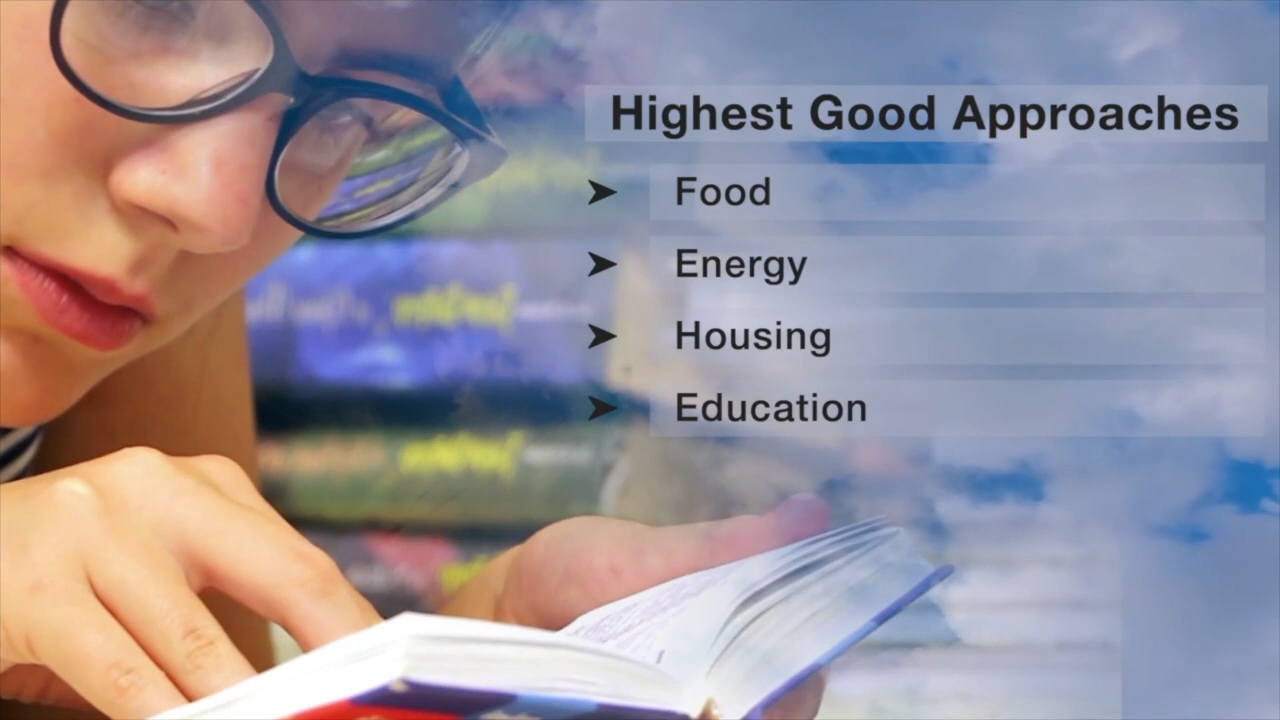 Highest Good Approaches
➤ Food
➤ Energy
➤ Housing
➤ Education